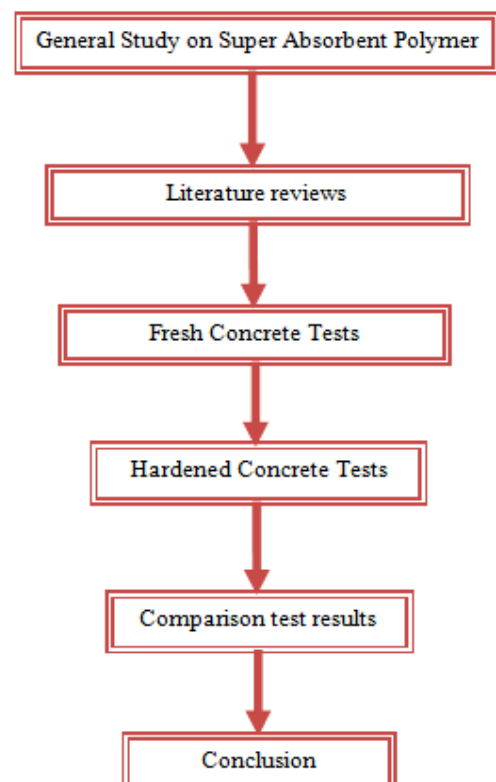 General Study on Super Absorbent Polymer
Literature reviews
Fresh Concrete Tests
Hardened Concrete Tests
Comparison test results
Conclusion